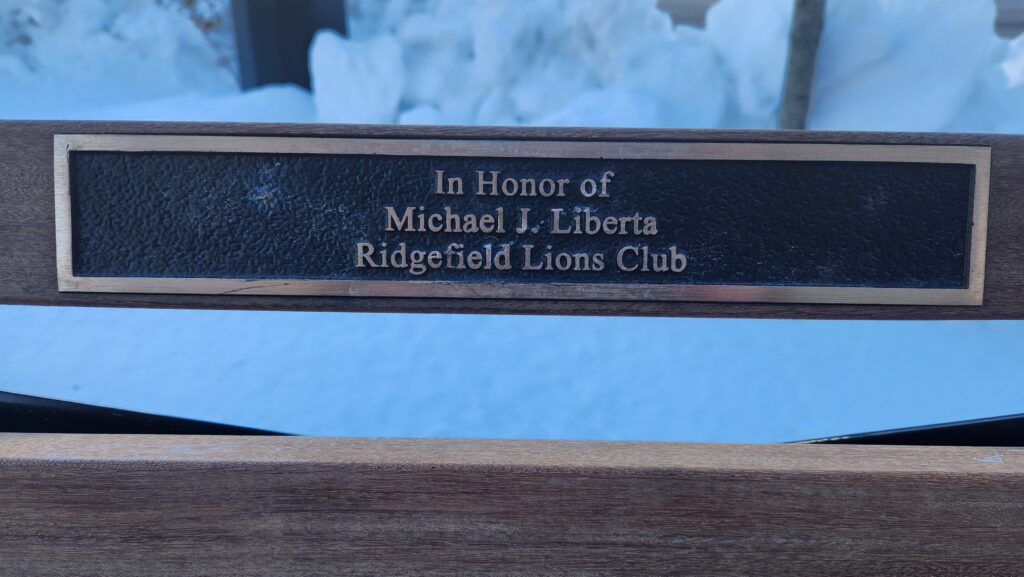 In Honor of
Michael J. Liberta
Ridgefield Lions Club